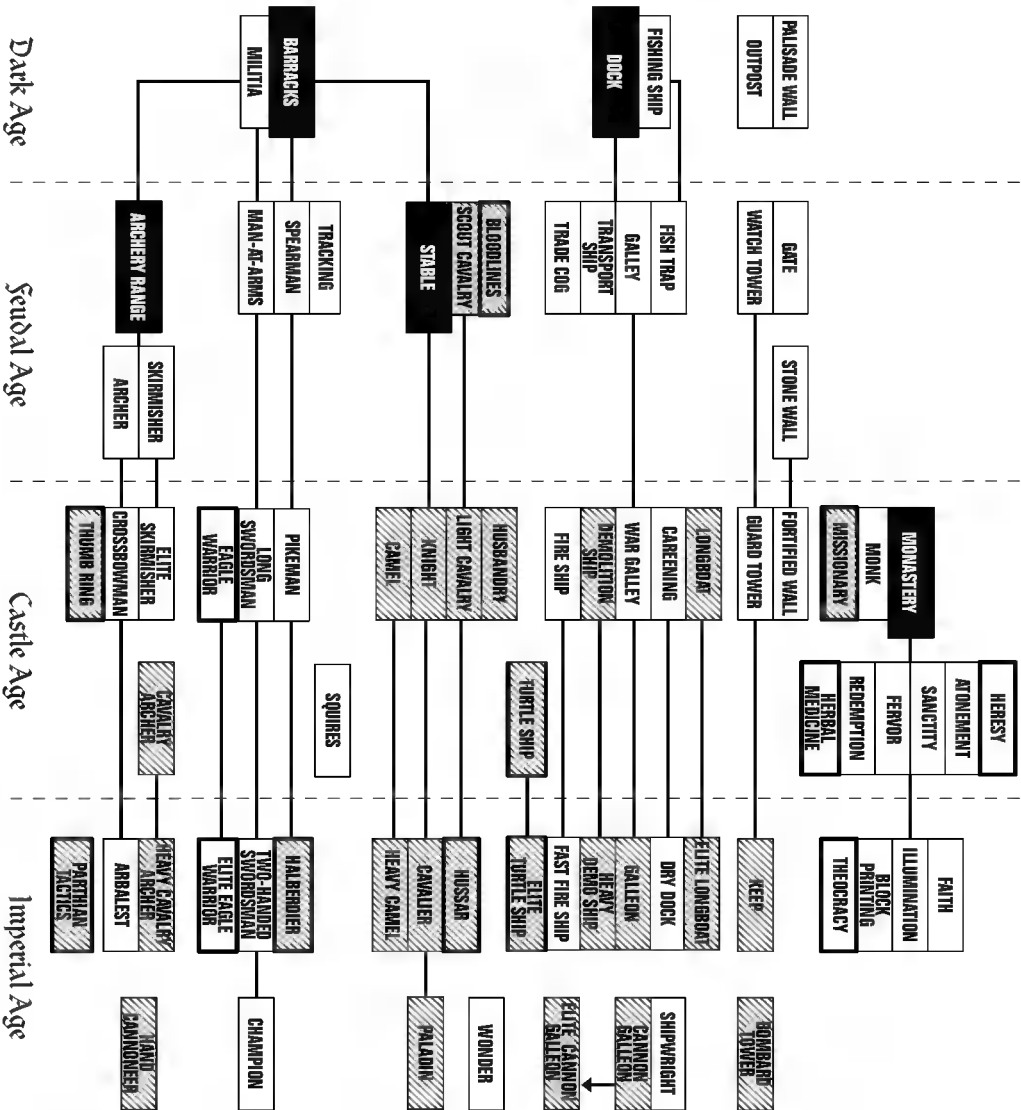 Dark Age
Feudal Age
Castle Age
Imperial Age
PALISADE WALL
OUTPOST
FISHING SHIP
DOCK
BARRACKS
MILITIA
GATE
WATCH TOWER
STONE WALL
FISH TRAP
GALLEY
TRANSPORT
SHIP
TRADE COG
BLOODLINES
SCOUT CAVALRY
STABLE
TRACKING
SPEARMAN
MAN-AT-ARMS
ARCHERY RANGE
SKIRMISHER
ARCHER
MONASTERY
MONK
MISSIONARY
HERESY
ATONEMENT
SANCTITY
FERVOR
REDEMPTION
HERBAL
MEDICINE
FORTIFIED WALL
GUARD TOWER
LONGBOAT
CAREENING
WAR GALLEY
DEMOLITION
SHIP
FIRE SHIP
TURTLE SHIP
HUSBANDRY
LIGHT CAVALRY
KNIGHT
CAMEL
SQUIRES
PIKEMAN
LONG
SWORDSMAN
EAGLE
WARRIOR
ELITE
SKIRMISHER
CROSSBOWMAN
THUMB RING
CAVALRY
ARCHER
FAITH
ILLUMINATION
BLOCK
PRINTING
THEOCRACY
KEEP
BOMBARD
TOWER
ELITE LONGBOAT
DRY DOCK
GALLEON
HEAVY
DEMO SHIP
FAST FIRE SHIP
ELITE
TURTLE SHIP
SHIPWRIGHT
CANNON
GALLEON
ELITE CANNON
GALLEON
WONDER
HUSSAR
CAVALIER
HEAVY CAMEL
PALADIN
HALBERDIER
TWO-HANDED
SWORDSMAN
ELITE EAGLE
WARRIOR
CHAMPION
HEAVY CAVALRY
ARCHER
ARBALEST
PARTHIAN
TACTICS
HAND
CANNONEER